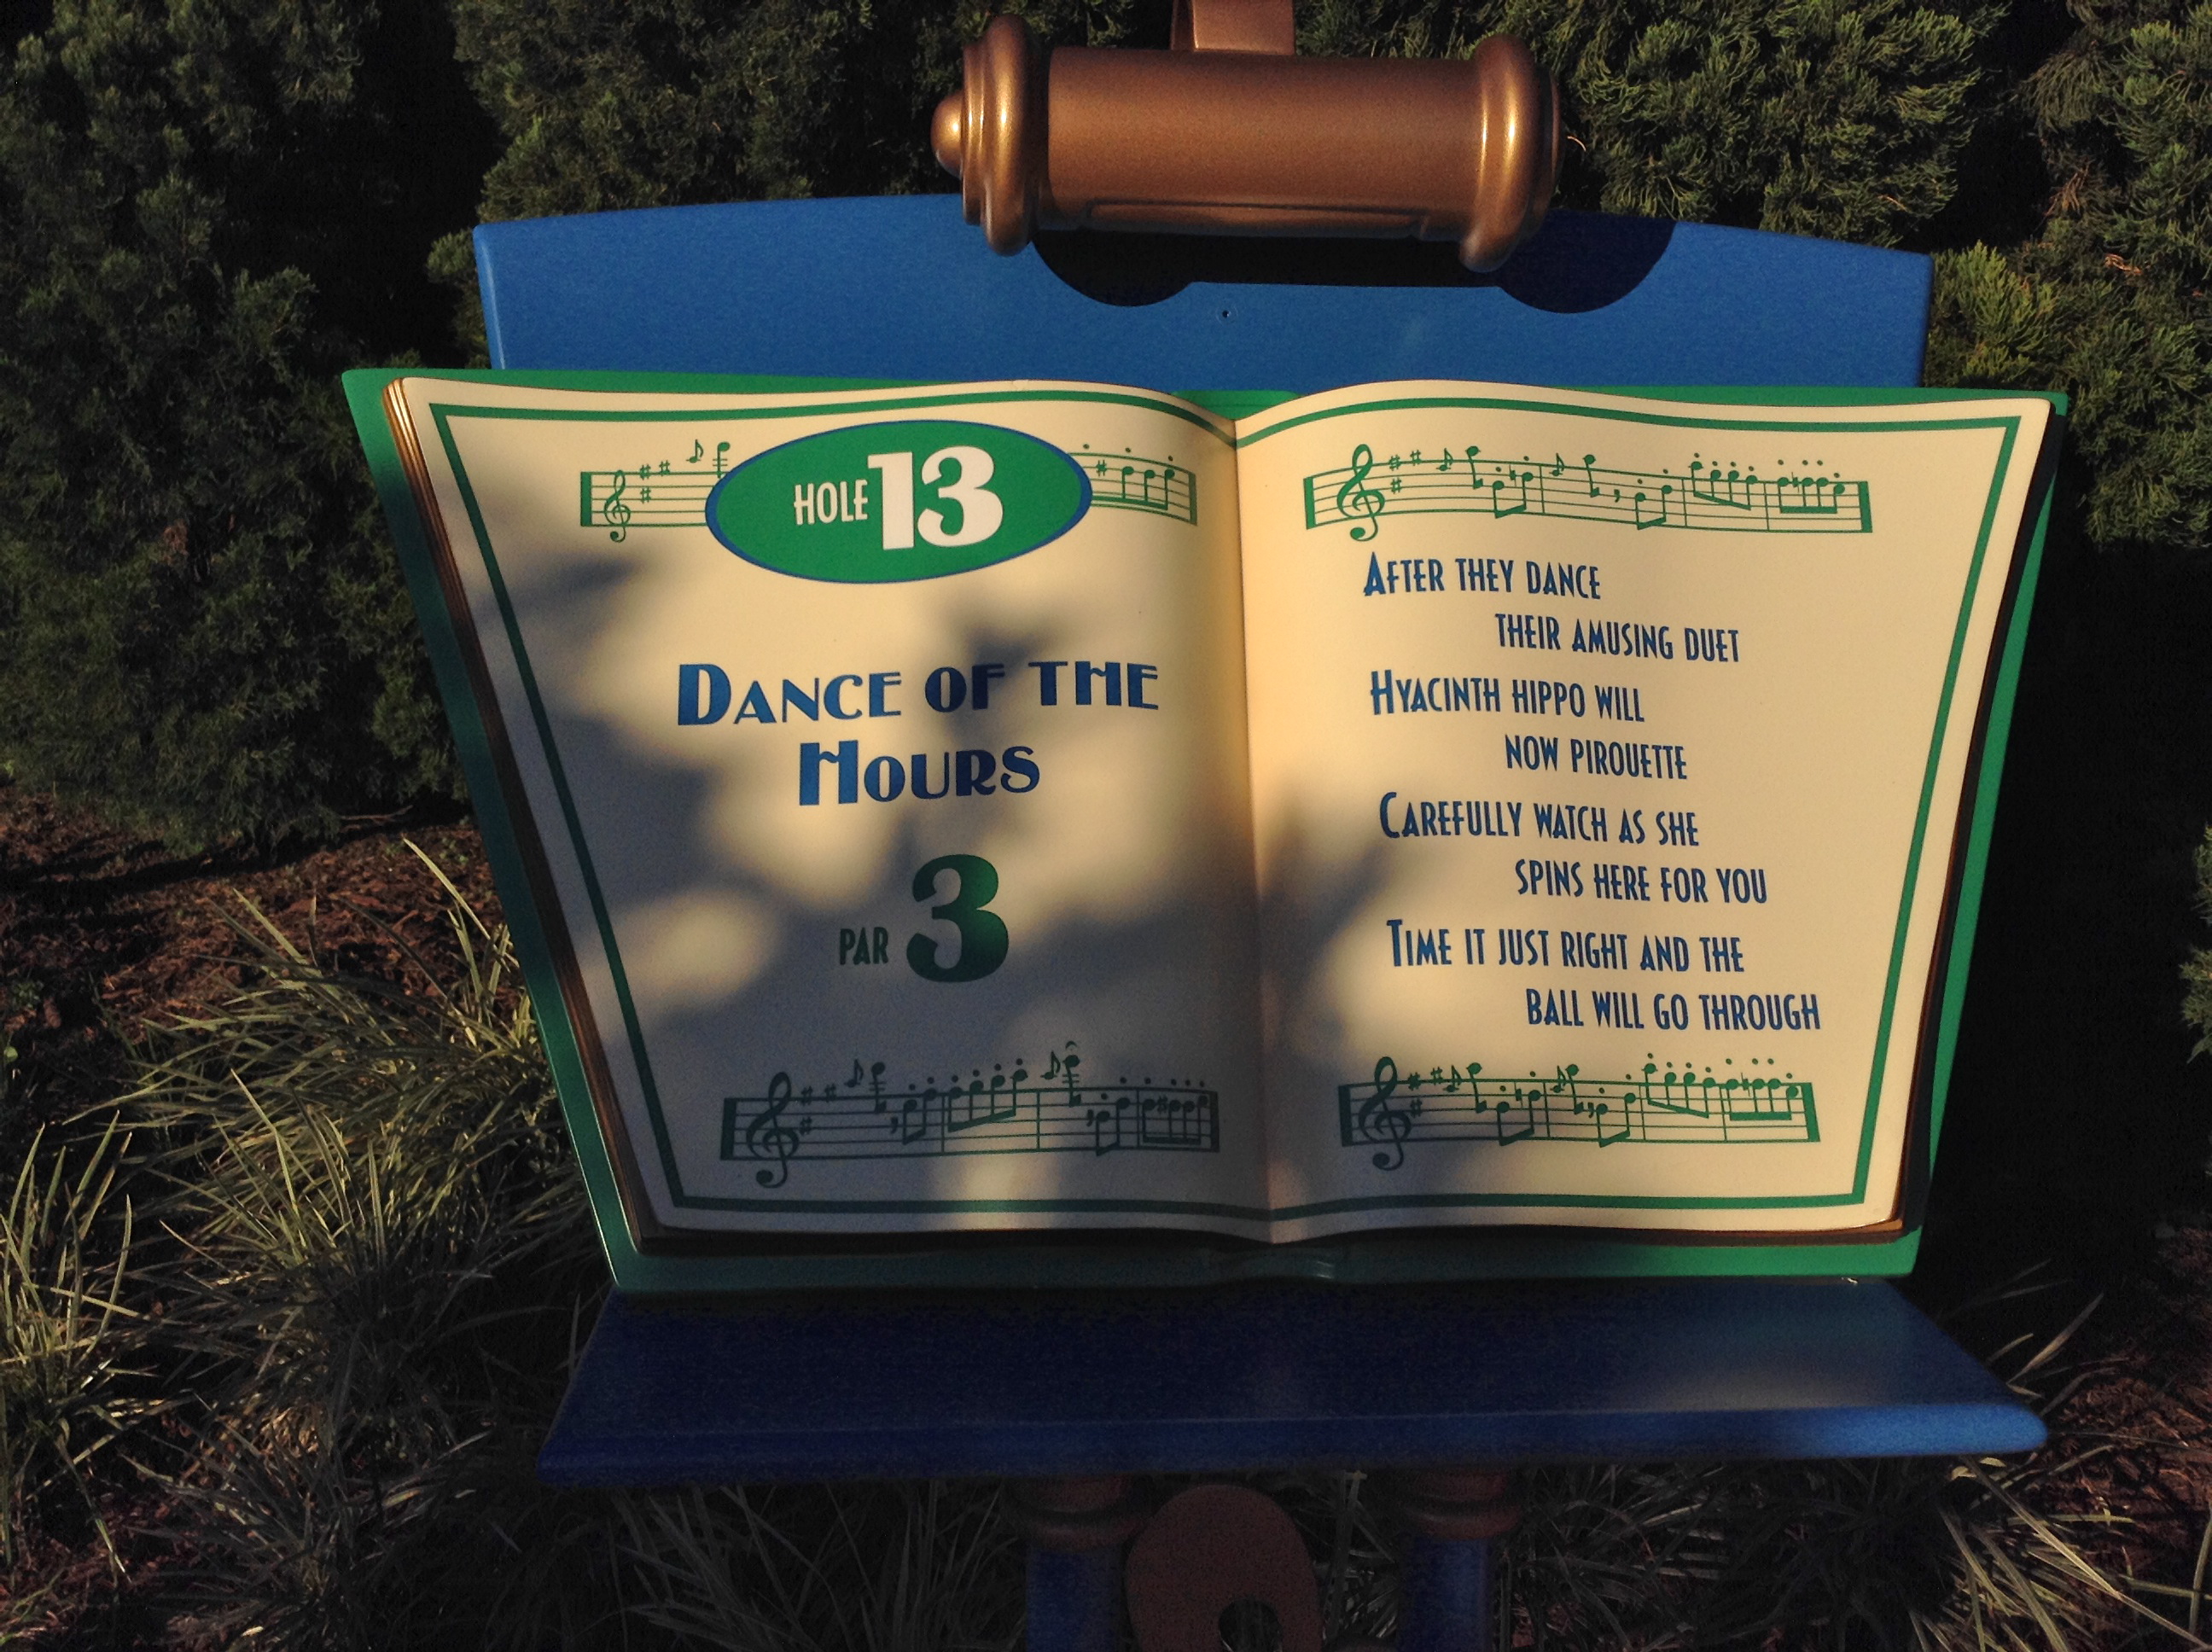 HOLE 13
DANCE OF THE
HOURS
PAR 3
AFTER THEY DANCE
THEIR AMUSING DUET
HYACINTH HIPPO WILL
NOW PIROUETTE
CAREFULLY WATCH AS SHE
SPINS HERE FOR YOU
TIME IT JUST RIGHT AND THE
BALL WILL GO THROUGH